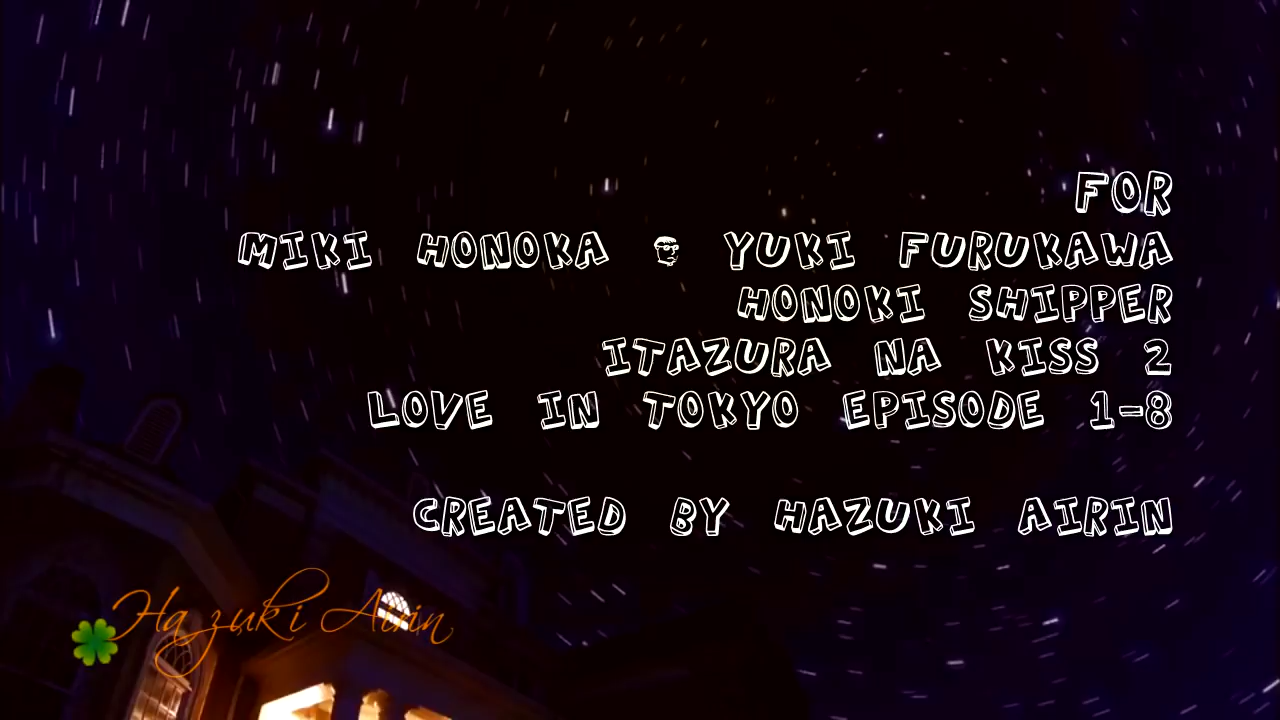 FOR
MIKI HONOKA YUKI FURUKAWA
HONOKI SHIPPER
ITAZURA NA KISS 2
LOVE IN TOKYO EPISODE 1-8
CREATED BY HAZUKI AIRIN
Hazuki Airin